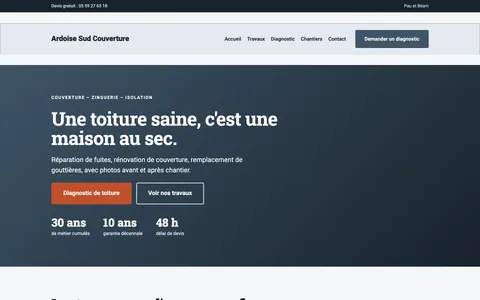 Devis gratuit : 05 59 27 63 18
Pau et Béarn
Ardoise Sud Couverture
Accueil Travaux Diagnostic Chantiers Contact Demander un diagnostic
COUVERTURE – ZINGUERIE – ISOLATION
Une toiture saine, c'est une
maison au sec.
Réparation de fuites, rénovation de couverture, remplacement de
gouttières, avec photos avant et après chantier.
Diagnostic de toiture Voir nos travaux
30 ans 10 ans 48 h
de métier cumulés garantie décennale délai de devis